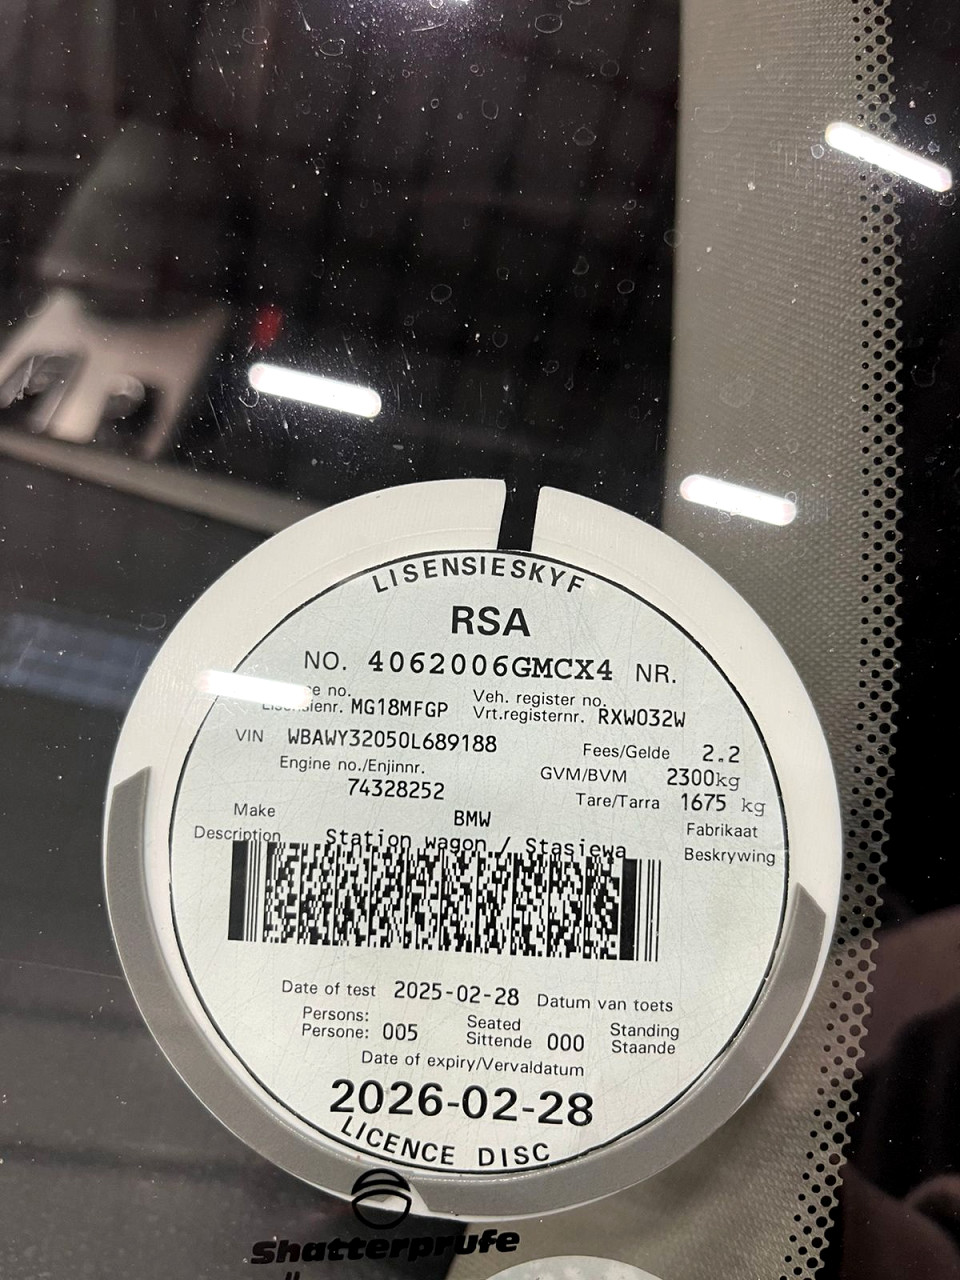 LISENSIESKYF
RSA
NO. 4062006GMCX4 NR.
no. Veh. register no.
MG18MFGP Vrt.registernr. RXW032W
VIN WBAWY32050L689188
Fees/Gelde 2.2
Engine no./Enjinnr. GVM/BVM 2300kg
74328252 Tare/Tarra 1675 kg
Make BMW Fabrikaat
Description Station wagon / Stasiewa Beskrywing
Date of test 2025-02-28 Datum van toets
Persons: Seated Standing
Persone: 005 Sittende 000 Staande
Date of expiry/Vervaldatum
2026-02-28
LICENCE DISC
Shatterprufe